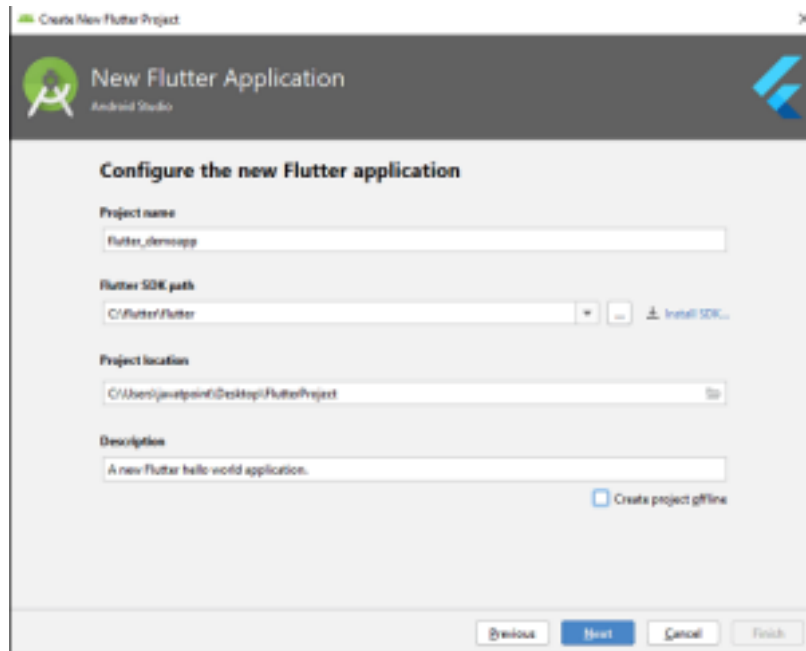 Create New Flutter Project
New Flutter Application
Android Studio
Configure the new Flutter application
Project name
flutter_demoapp
Flutter SDK path
C:\flutter\flutter
... Install SDK...
Project location
C:\Users\javatpoint\Desktop\FlutterProject
Description
A new Flutter hello world application.
Create project offline
Previous Next Cancel Finish